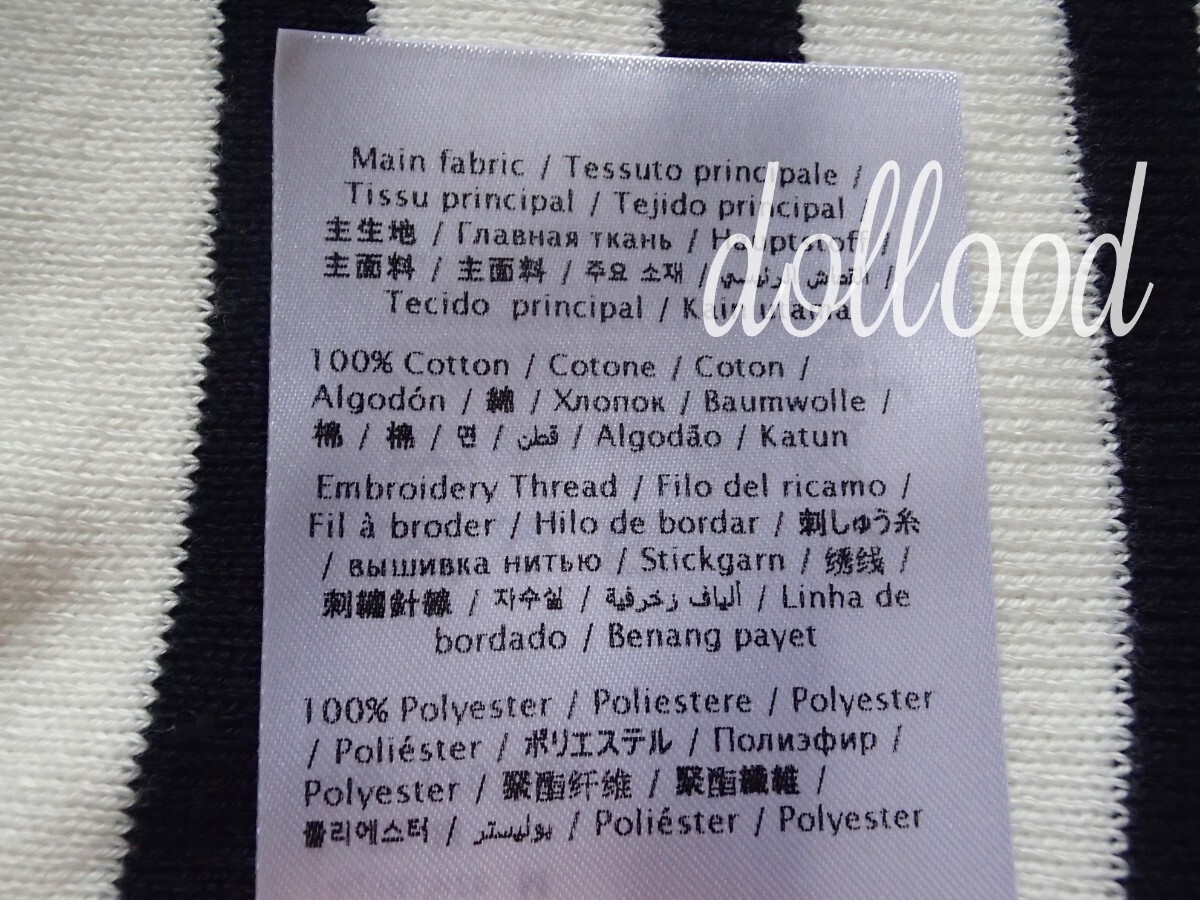 Main fabric / Tessuto principale /
Tissu principal / Tejido principal /
主生地 / Главная ткань / Hauptstoff /
主面料 / 主面料 / 주요 소재 / القماش الرئيسي /
Tecido principal / Kain utama
100% Cotton / Cotone / Coton /
Algodón / 綿 / Хлопок / Baumwolle /
棉 / 棉 / 면 / قطن / Algodão / Katun
Embroidery Thread / Filo del ricamo /
Fil à broder / Hilo de bordar / 刺しゅう糸
/ вышивка нитью / Stickgarn / 绣线 /
刺繡針線 / 자수실 / ألياف زخرفية / Linha de
bordado / Benang payet
100% Polyester / Poliestere / Polyester
/ Poliéster / ポリエステル / Полиэфир /
Polyester / 聚酯纤维 / 聚酯纖維 /
폴리에스터 / بوليستر / Poliéster / Polyester
dollood